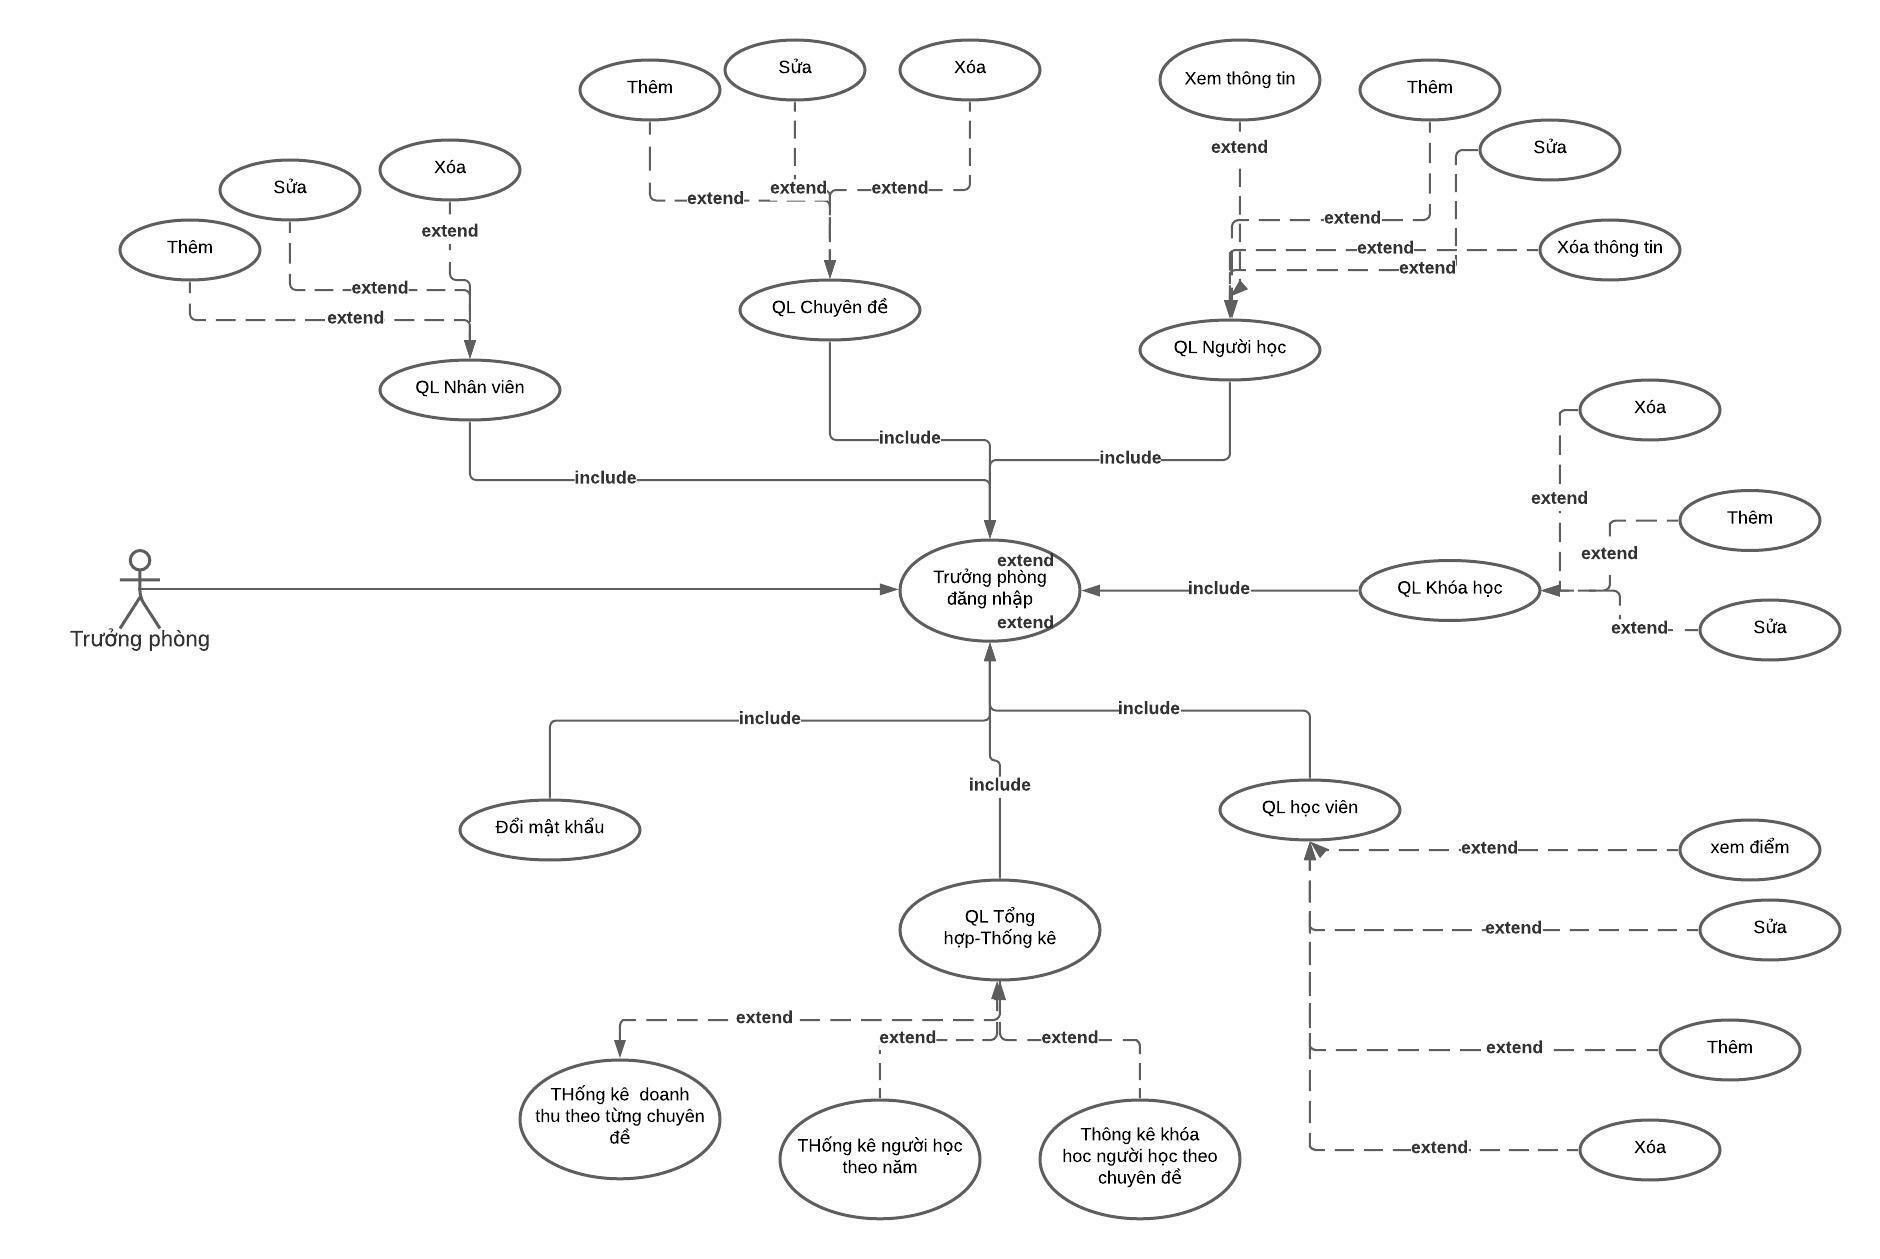 Thêm
Sửa
Xóa
Xem thông tin
Thêm
Sửa
Xóa
Sửa
Thêm
extend
extend
extend
extend
extend
extend
Xóa thông tin
extend
extend
extend
extend
extend
QL Chuyên đề
QL Người học
QL Nhân viên
Xóa
include
include
include
extend
Thêm
extend
extend
Trưởng phòng
đăng nhập
extend
include
QL Khóa học
extend
Sửa
Trưởng phòng
include
include
include
QL học viên
Đổi mật khẩu
extend
xem điểm
QL Tổng
hợp-Thống kê
extend
Sửa
extend
extend
extend
extend
Thêm
THống kê  doanh
thu theo từng chuyên
đề
THống kê người học
theo năm
Thông kê khóa
hoc người học theo
chuyên đề
extend
Xóa